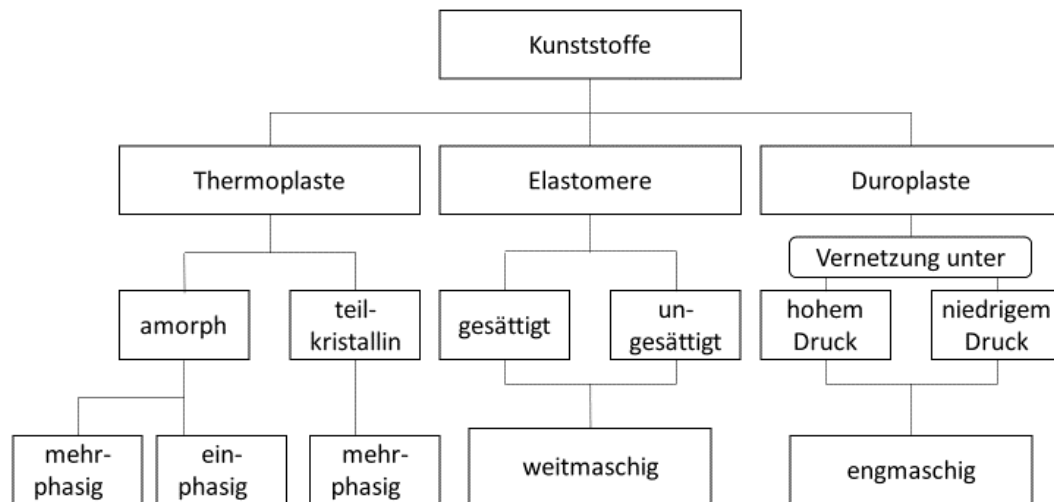 Kunststoffe
Thermoplaste
Elastomere
Duroplaste
Vernetzung unter
amorph
teil-
kristallin
gesättigt
un-
gesättigt
hohem
Druck
niedrigem
Druck
mehr-
phasig
ein-
phasig
mehr-
phasig
weitmaschig
engmaschig